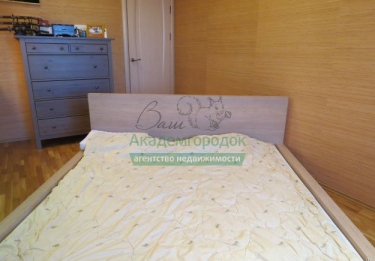 Ваш
Академгородок
агентство недвижимости